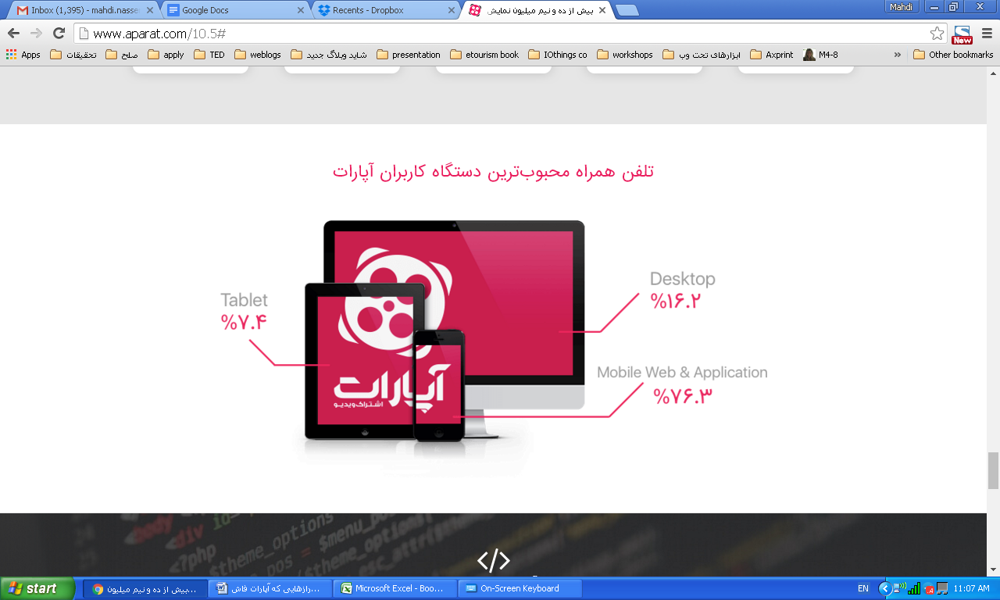 Inbox (1,395) - mahdi.nasse
Google Docs
Recents - Dropbox
بیش از ده و نیم میلیون نمایش
Mahdi
www.aparat.com/10.5#
New
Apps
تحقیقات
صلح
apply
TED
weblogs
شاید وبلاگ جدید
presentation
etourism book
IOthings co
workshops
ابزارهای تحت وب
Axprint
M4-8
»
Other bookmarks
تلفن همراه محبوب‌ترین دستگاه کاربران آپارات
Desktop
%۱۶.۲
Tablet
%۷.۴
Mobile Web & Application
%۷۶.۳
آپارات
اشتراک ویدیو
<body
<div id=
<?php
$theme_options
$menu_pos
</>
start
بیش از ده و نیم میلیون...
رازهایی که آپارات فاش...
Microsoft Excel - Boo...
On-Screen Keyboard
EN
11:07 AM